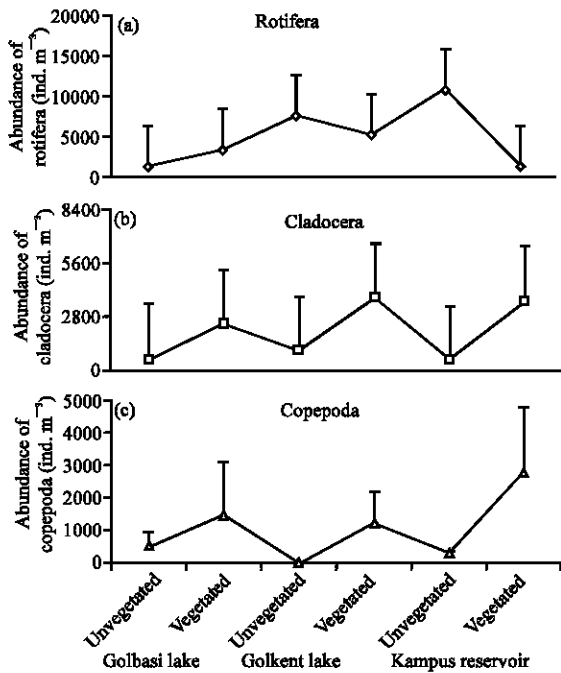 (a)
Rotifera
Abundance of
rotifera (ind. m⁻³)
20000
15000
10000
5000
0
(b)
Cladocera
Abundance of
cladocera (ind. m⁻³)
8400
5600
2800
0
(c)
Copepoda
Abundance of
copepoda (ind. m⁻³)
5000
4000
3000
2000
1000
0
Unvegetated
Vegetated
Unvegetated
Vegetated
Unvegetated
Vegetated
Golbasi lake
Golkent lake
Kampus reservoir